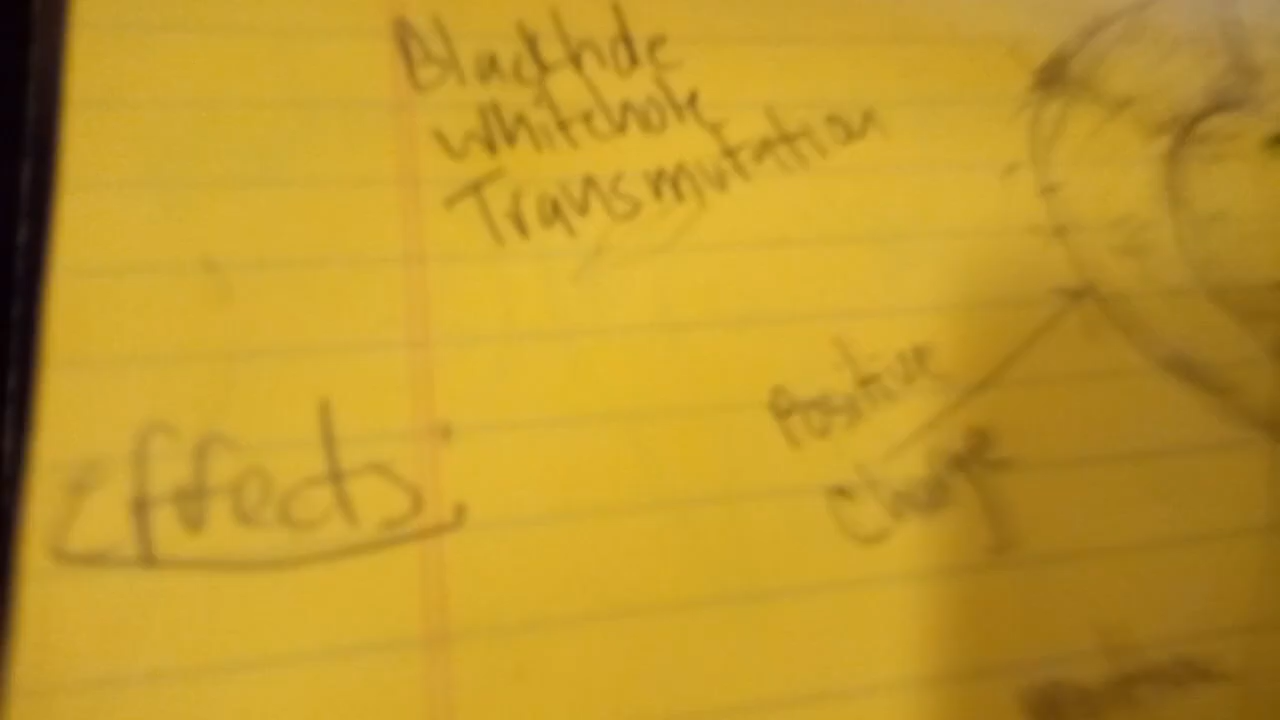 Blackhole
Whitehole
Transmutation
Positive
Charge
Effects: